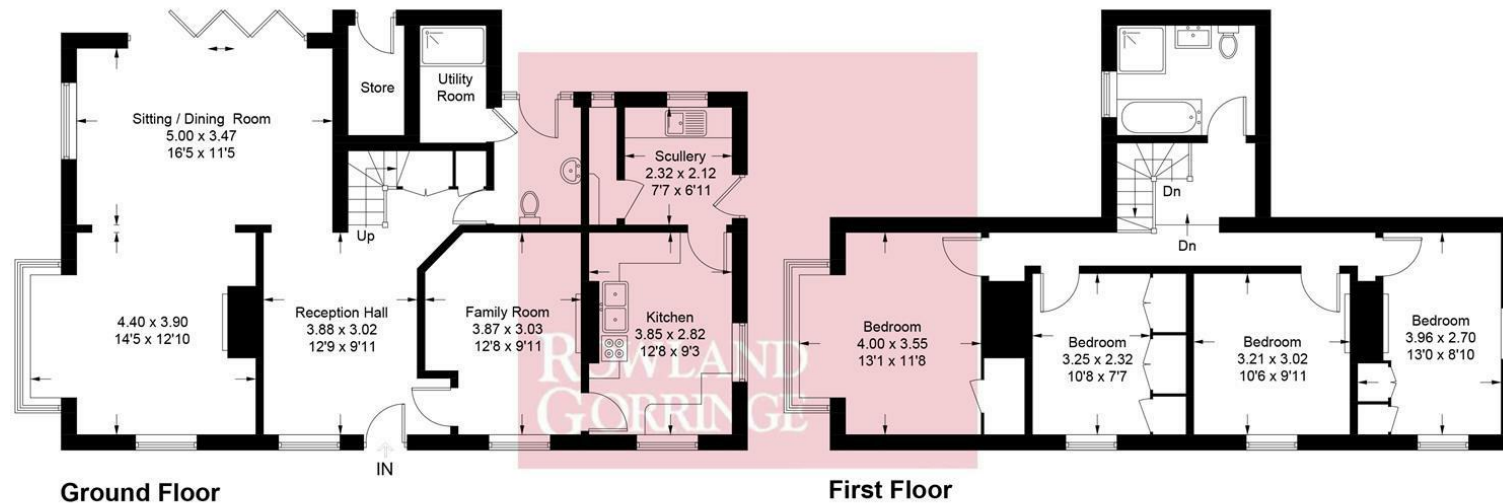 Store
Utility
Room
Sitting / Dining Room
5.00 x 3.47
16'5 x 11'5
Scullery
2.32 x 2.12
7'7 x 6'11
Up
4.40 x 3.90
14'5 x 12'10
Reception Hall
3.88 x 3.02
12'9 x 9'11
Family Room
3.87 x 3.03
12'8 x 9'11
Kitchen
3.85 x 2.82
12'8 x 9'3
ROWLAND
GORRINGE
IN
Ground Floor
Dn
Dn
Bedroom
4.00 x 3.55
13'1 x 11'8
Bedroom
3.25 x 2.32
10'8 x 7'7
Bedroom
3.21 x 3.02
10'6 x 9'11
Bedroom
3.96 x 2.70
13'0 x 8'10
First Floor